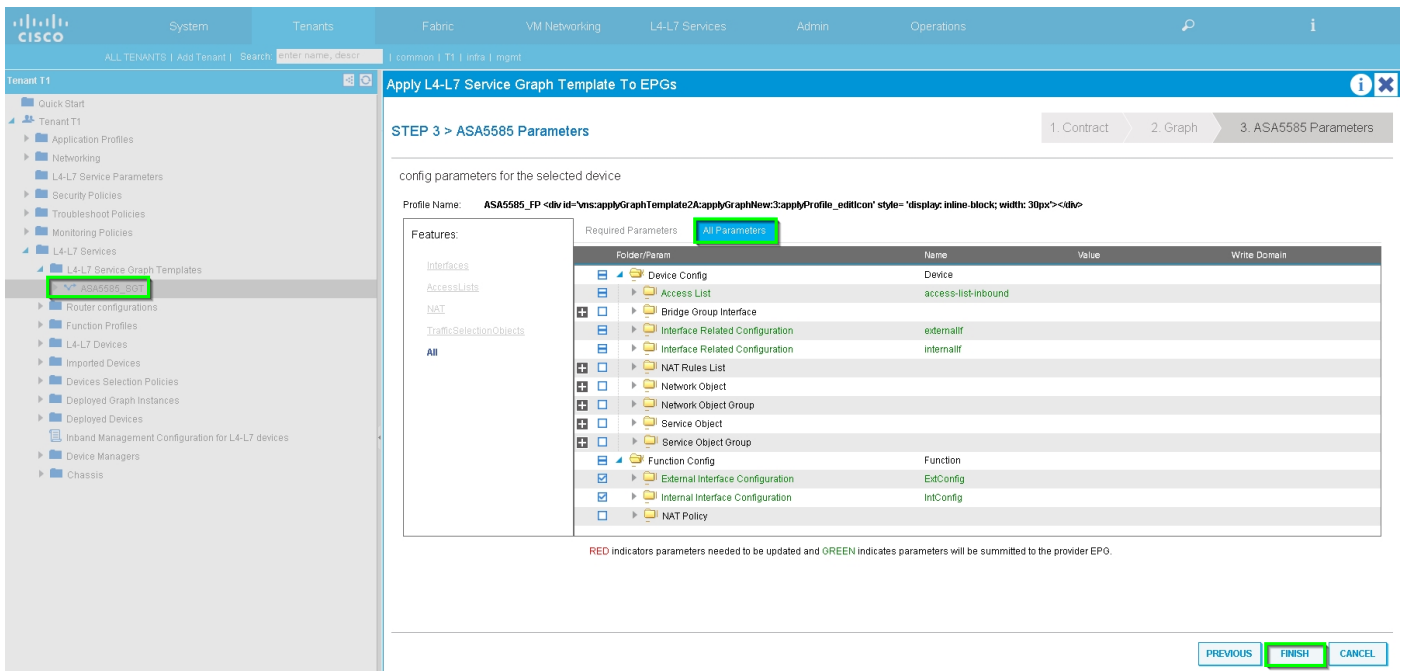 CISCO
System Tenants Fabric VM Networking L4-L7 Services Admin Operations i
ALL TENANTS | Add Tenant | Search: enter name, descr | common | T1 | infra | mgmt
Tenant T1
Quick Start
Tenant T1
Application Profiles
Networking
L4-L7 Service Parameters
Security Policies
Troubleshoot Policies
Monitoring Policies
L4-L7 Services
L4-L7 Service Graph Templates
ASA5585_SGT
Router configurations
Function Profiles
L4-L7 Devices
Imported Devices
Devices Selection Policies
Deployed Graph Instances
Deployed Devices
Inband Management Configuration for L4-L7 devices
Device Managers
Chassis
Apply L4-L7 Service Graph Template To EPGs i
STEP 3 > ASA5585 Parameters
1. Contract 2. Graph 3. ASA5585 Parameters
config parameters for the selected device
Profile Name: ASA5585_FP <div id='vms:applyGraphTemplate2A:applyGraphNew:3:applyProfile_editIcon' style= 'display: inline-block; width: 30px'></div>
Features:
Interfaces
AccessLists
NAT
TrafficSelectionObjects
All
Required Parameters All Parameters
Folder/Param Name Value Write Domain
Device Config Device
Access List access-list-inbound
Bridge Group Interface
Interface Related Configuration externalIf
Interface Related Configuration internalIf
NAT Rules List
Network Object
Network Object Group
Service Object
Service Object Group
Function Config Function
External Interface Configuration ExtConfig
Internal Interface Configuration IntConfig
NAT Policy
RED indicators parameters needed to be updated and GREEN indicates parameters will be summitted to the provider EPG.
PREVIOUS FINISH CANCEL